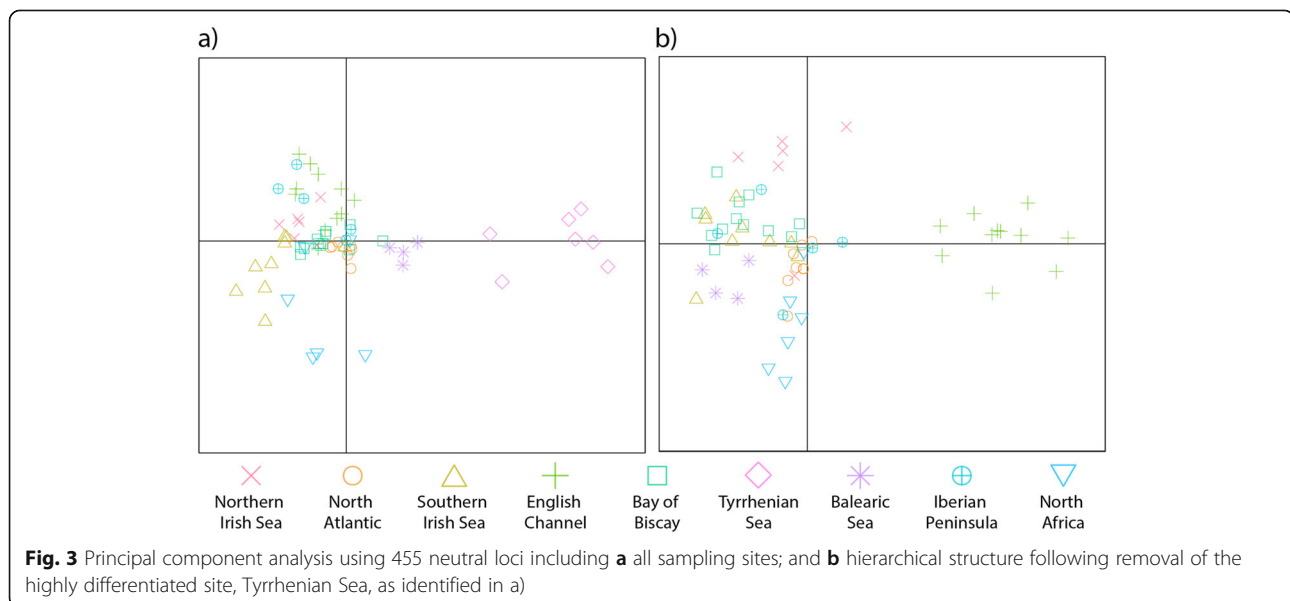 a)
b)
Northern
Irish Sea
North
Atlantic
Southern
Irish Sea
English
Channel
Bay of
Biscay
Tyrrhenian
Sea
Balearic
Sea
Iberian
Peninsula
North
Africa
Fig. 3 Principal component analysis using 455 neutral loci including a all sampling sites; and b hierarchical structure following removal of the
highly differentiated site, Tyrrhenian Sea, as identified in a)